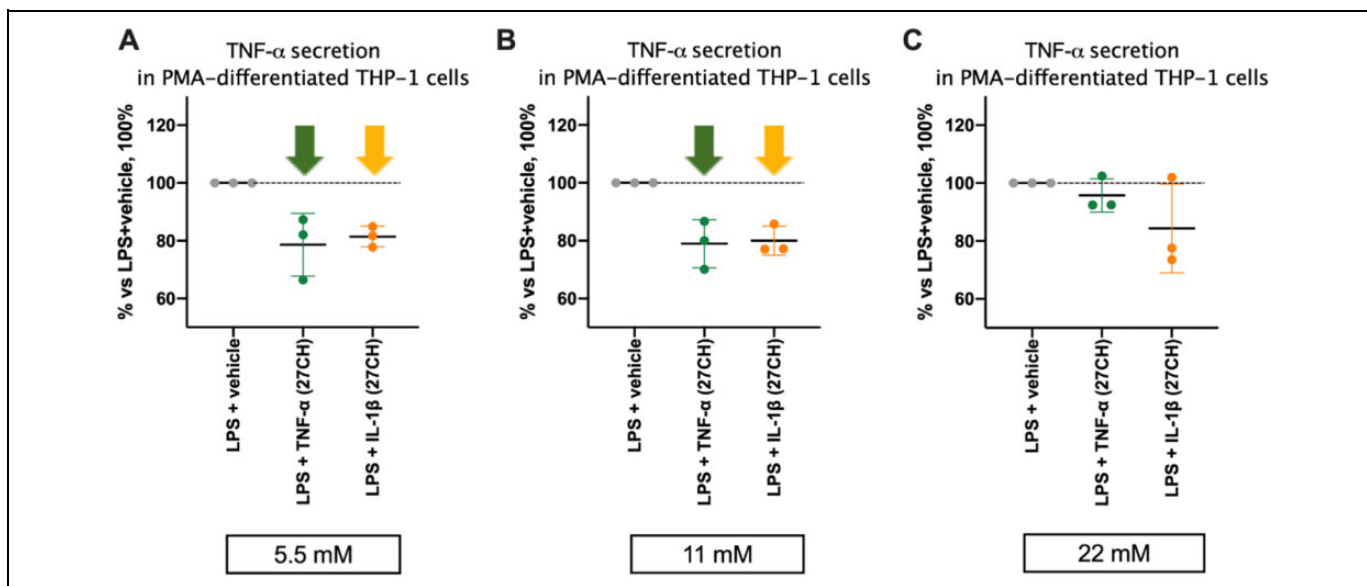 A
TNF-α secretion
in PMA-differentiated THP-1 cells
% vs LPS+vehicle, 100%
120
100
80
60
LPS + vehicle
LPS + TNF-α (27CH)
LPS + IL-1β (27CH)
5.5 mM
B
TNF-α secretion
in PMA-differentiated THP-1 cells
% vs LPS+vehicle, 100%
120
100
80
60
LPS + vehicle
LPS + TNF-α (27CH)
LPS + IL-1β (27CH)
11 mM
C
TNF-α secretion
in PMA-differentiated THP-1 cells
% vs LPS+vehicle, 100%
120
100
80
60
LPS + vehicle
LPS + TNF-α (27CH)
LPS + IL-1β (27CH)
22 mM